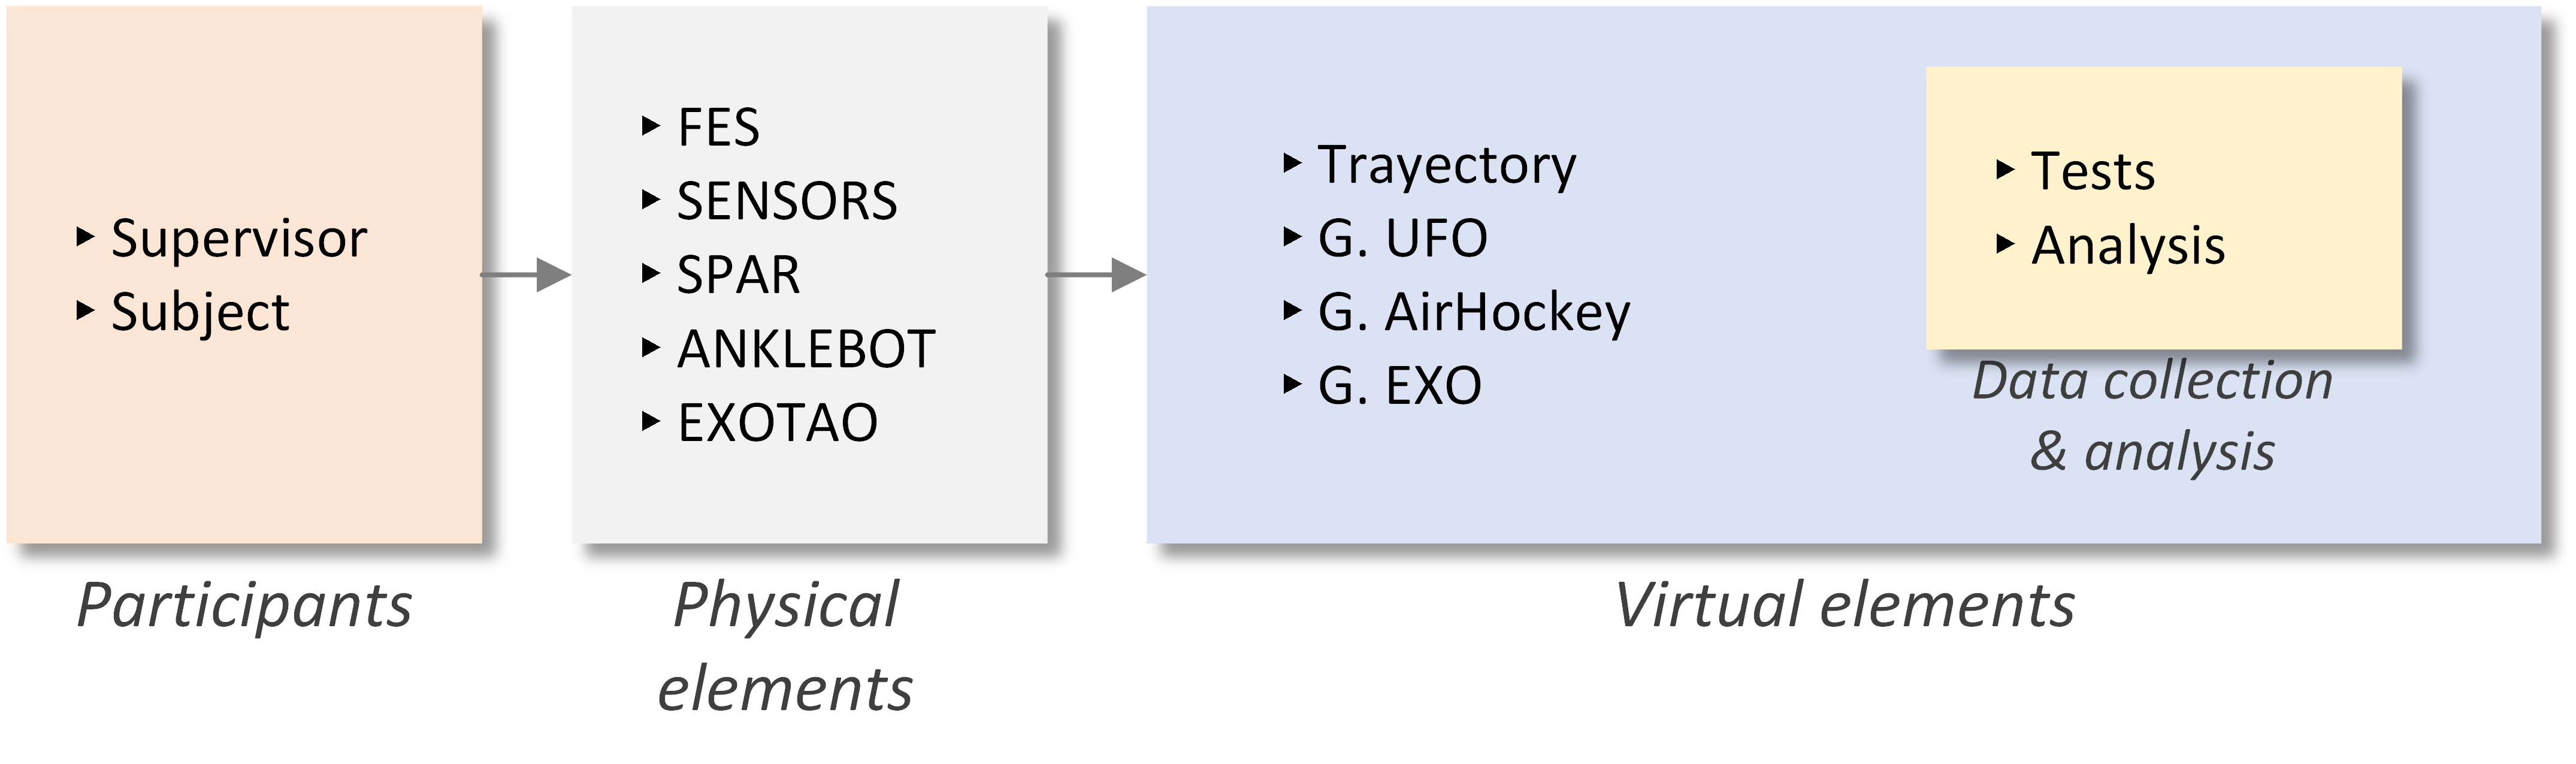 Supervisor
Subject
Participants
FES
SENSORS
SPAR
ANKLEBOT
EXOTAO
Physical
elements
Trayectory
G. UFO
G. AirHockey
G. EXO
Tests
Analysis
Data collection
& analysis
Virtual elements